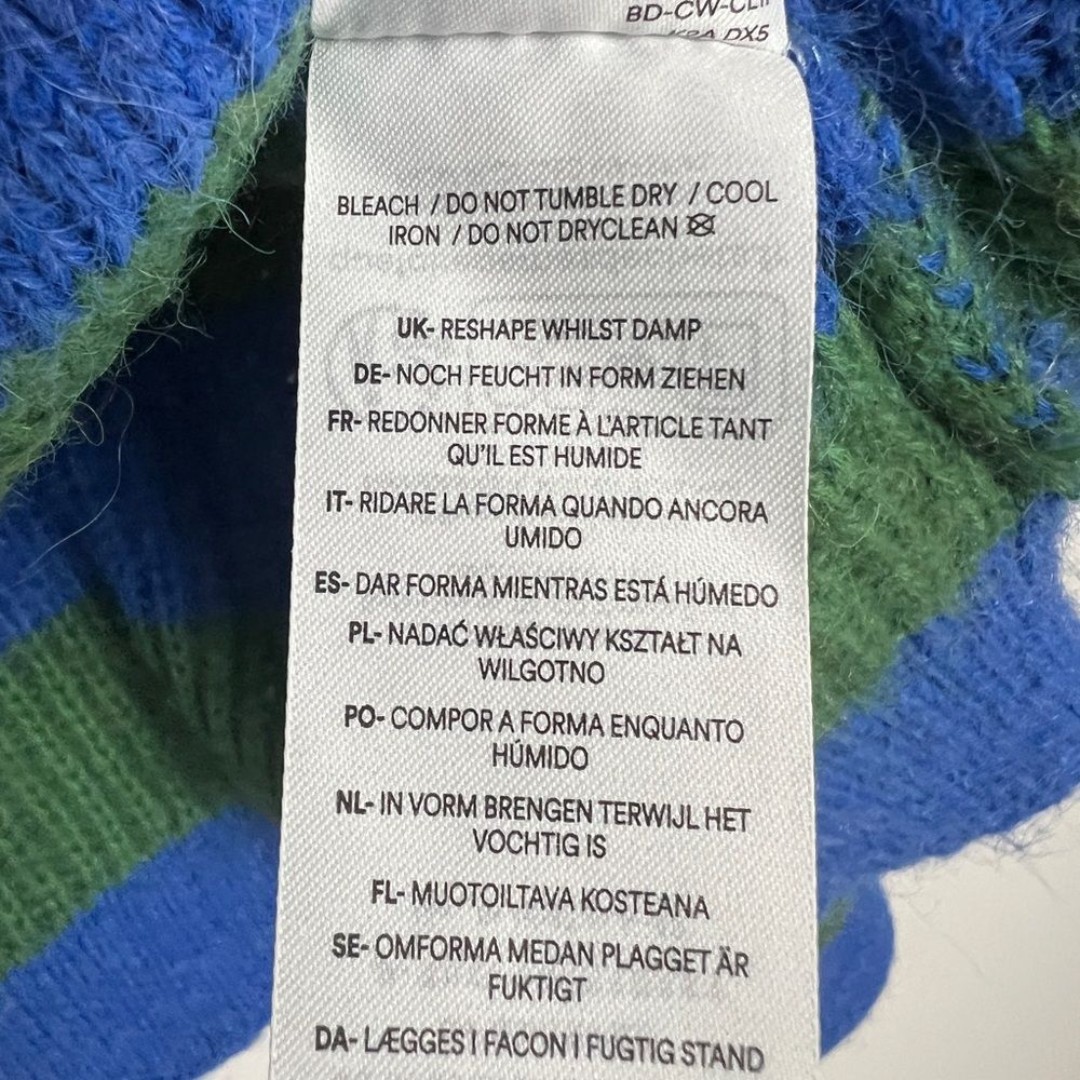 BD-CW-CLIF
DX5
BLEACH / DO NOT TUMBLE DRY / COOL
IRON / DO NOT DRYCLEAN
UK- RESHAPE WHILST DAMP
DE- NOCH FEUCHT IN FORM ZIEHEN
FR- REDONNER FORME À L'ARTICLE TANT
QU'IL EST HUMIDE
IT- RIDARE LA FORMA QUANDO ANCORA
UMIDO
ES- DAR FORMA MIENTRAS ESTÁ HÚMEDO
PL- NADAĆ WŁAŚCIWY KSZTAŁT NA
WILGOTNO
PO- COMPOR A FORMA ENQUANTO
HÚMIDO
NL- IN VORM BRENGEN TERWIJL HET
VOCHTIG IS
FL- MUOTOILTAVA KOSTEANA
SE- OMFORMA MEDAN PLAGGET ÄR
FUKTIGT
DA- LÆGGES I FACON I FUGTIG STAND